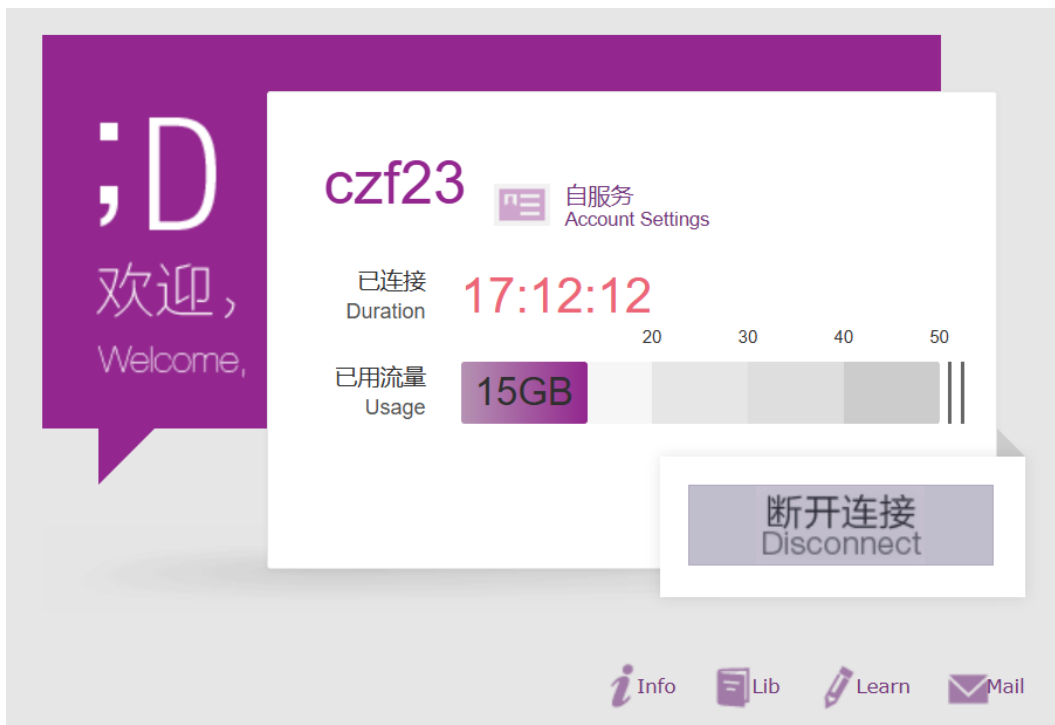 ;D
欢迎，
Welcome,
czf23
自服务
Account Settings
已连接
Duration
17:12:12
20 30 40 50
已用流量
Usage
15GB
断开连接
Disconnect
Info Lib Learn Mail